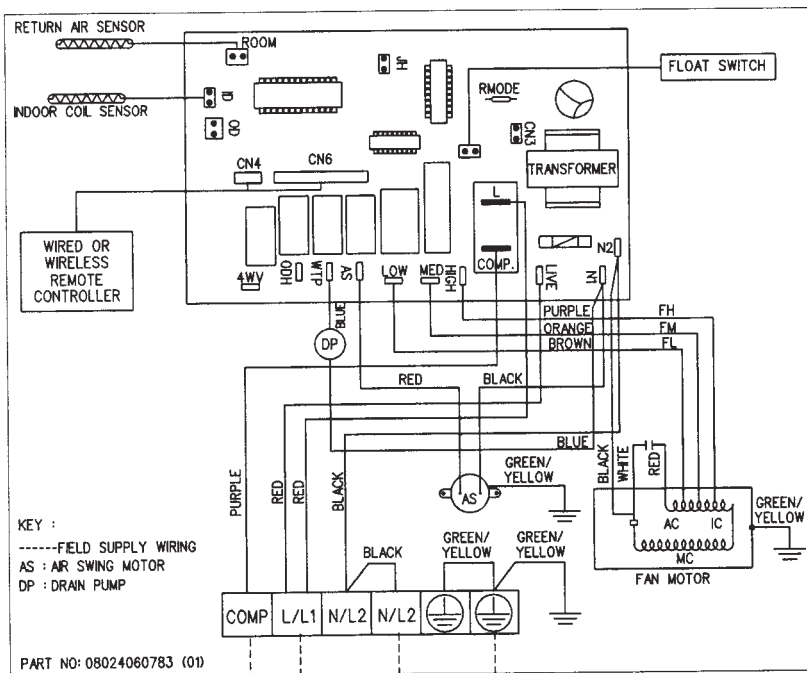 RETURN AIR SENSOR
ROOM
JH
FLOAT SWITCH
RMODE
INDOOR COIL SENSOR
ID
OD
CN3
TRANSFORMER
CN4
CN6
L
COMP.
N2
WIRED OR
WIRELESS
REMOTE
CONTROLLER
4WV
ODH
WTP
AS
LOW
MED
HIGH
LIVE
N1
BLUE
PURPLE FH
ORANGE FM
BROWN FL
DP
RED
BLACK
BLUE
PURPLE
RED
RED
BLACK
GREEN/
YELLOW
AS
BLACK
WHITE
RED
AC IC
MC
FAN MOTOR
GREEN/
YELLOW
KEY :
------FIELD SUPPLY WIRING
AS : AIR SWING MOTOR
DP : DRAIN PUMP
BLACK
GREEN/
YELLOW
GREEN/
YELLOW
COMP L/L1 N/L2 N/L2
PART NO: 08024060783 (01)